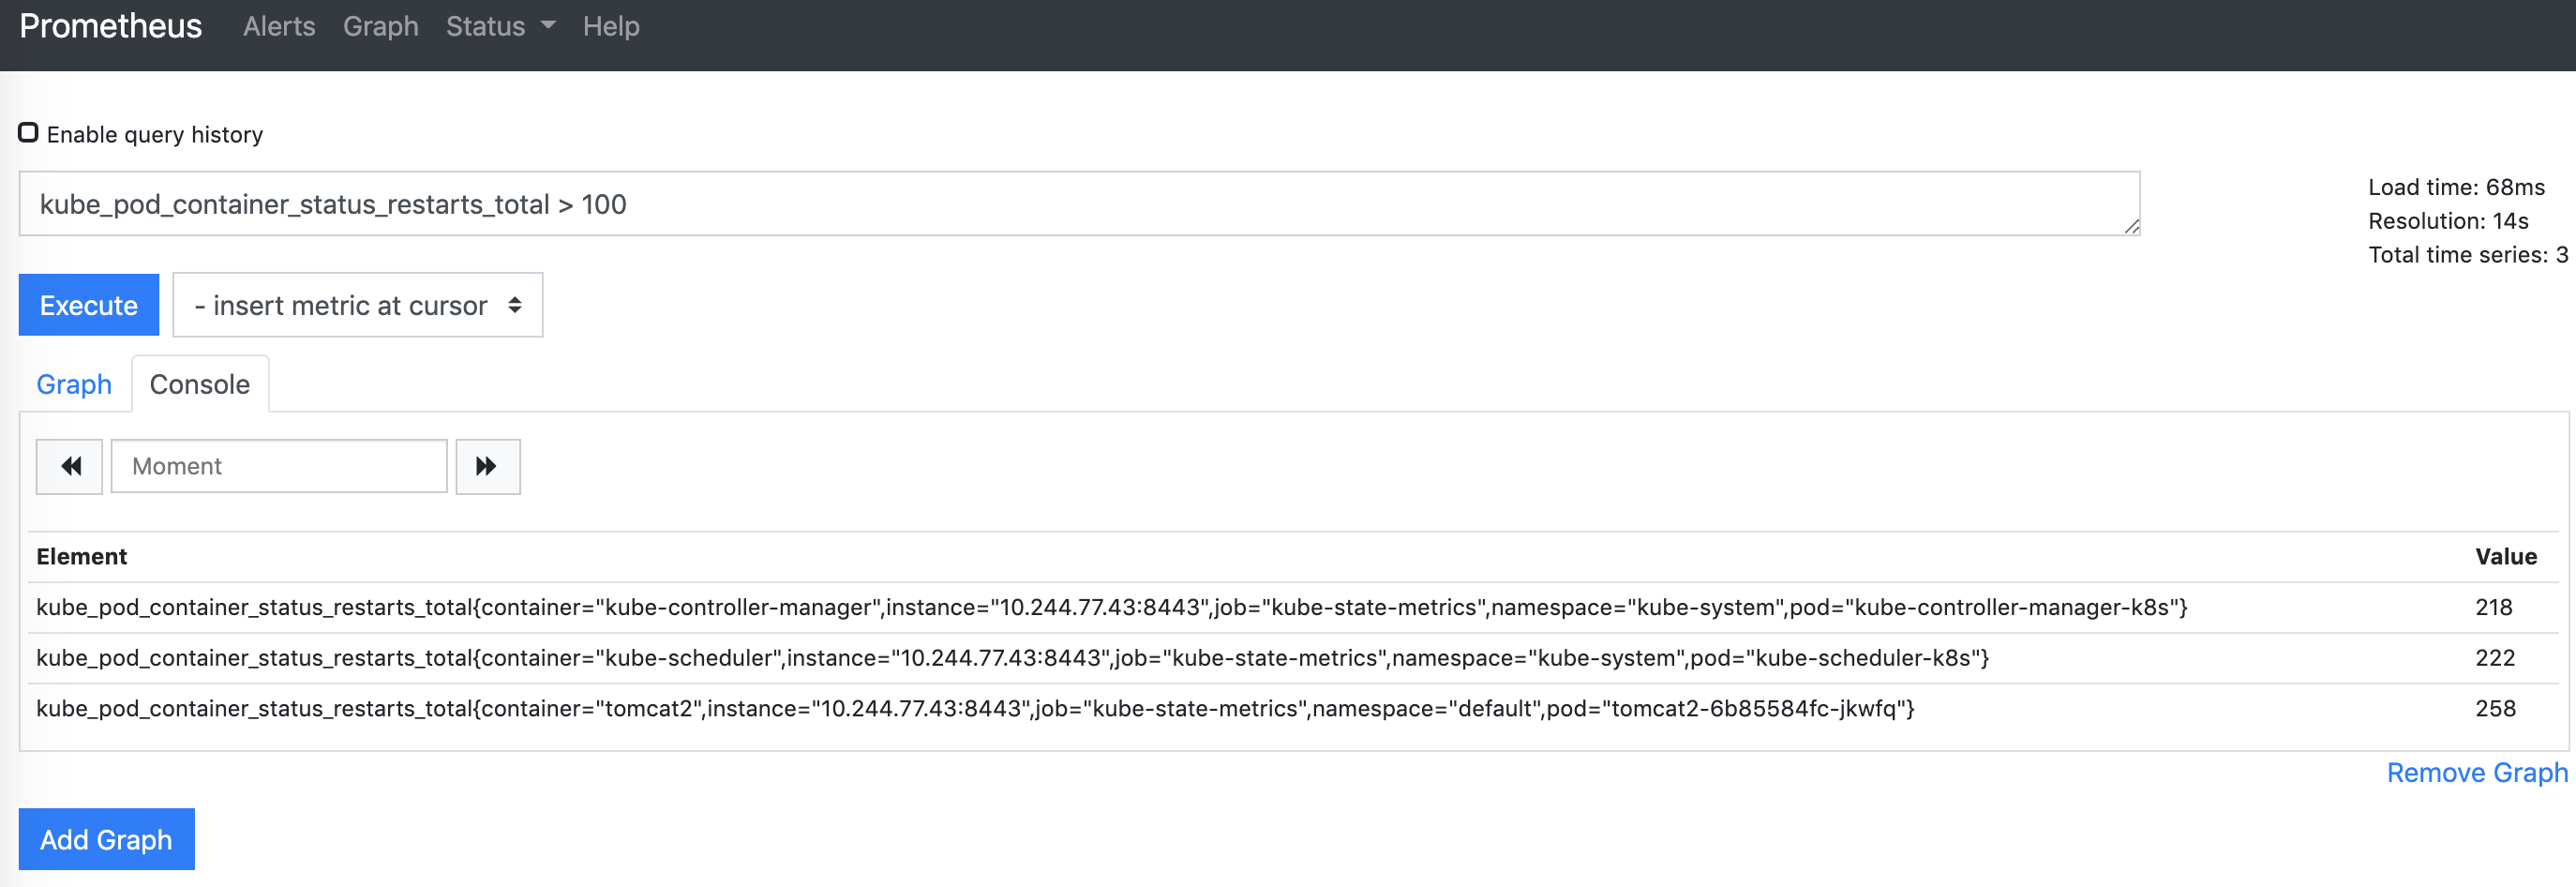 Prometheus Alerts Graph Status Help
Enable query history
kube_pod_container_status_restarts_total > 100
Load time: 68ms
Resolution: 14s
Total time series: 3
Execute - insert metric at cursor
Graph Console
Moment
Element Value
kube_pod_container_status_restarts_total{container="kube-controller-manager",instance="10.244.77.43:8443",job="kube-state-metrics",namespace="kube-system",pod="kube-controller-manager-k8s"} 218
kube_pod_container_status_restarts_total{container="kube-scheduler",instance="10.244.77.43:8443",job="kube-state-metrics",namespace="kube-system",pod="kube-scheduler-k8s"} 222
kube_pod_container_status_restarts_total{container="tomcat2",instance="10.244.77.43:8443",job="kube-state-metrics",namespace="default",pod="tomcat2-6b85584fc-jkwfq"} 258
Remove Graph
Add Graph